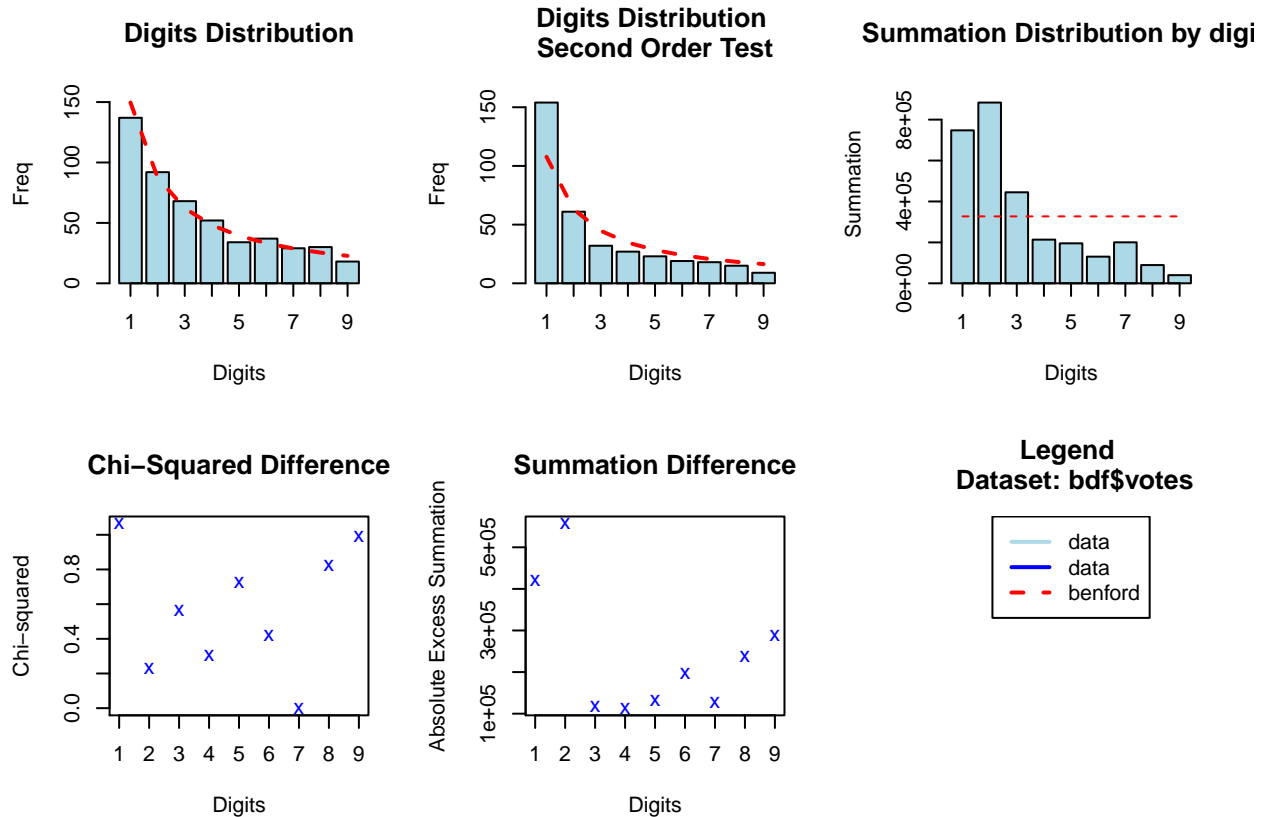 Digits Distribution
Freq
150
100
50
0
1 3 5 7 9
Digits
Digits Distribution
Second Order Test
Freq
150
100
50
0
1 3 5 7 9
Digits
Summation Distribution by digi
Summation
8e+05
4e+05
0e+00
1 3 5 7 9
Digits
Chi−Squared Difference
Chi−squared
0.8
0.4
0.0
1 2 3 4 5 6 7 8 9
Digits
Summation Difference
Absolute Excess Summation
5e+05
3e+05
1e+05
1 2 3 4 5 6 7 8 9
Digits
Legend
Dataset: bdf$votes
data
data
benford